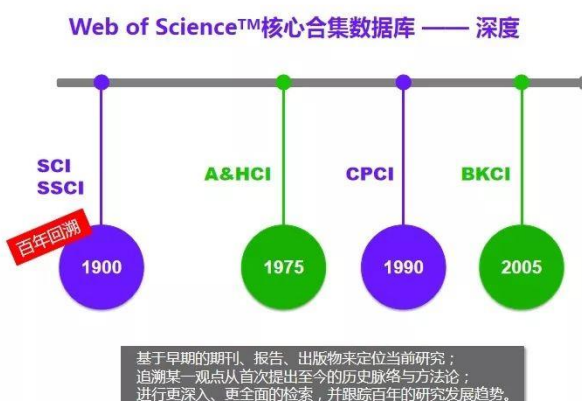 Web of Science™核心合集数据库 —— 深度
SCI
SSCI
A&HCI
CPCI
BKCI
百年回溯
1900
1975
1990
2005
基于早期的期刊、报告、出版物来定位当前研究；
追溯某一观点从首次提出至今的历史脉络与方法论；
进行更深入、更全面的检索，并跟踪百年的研究发展趋势。